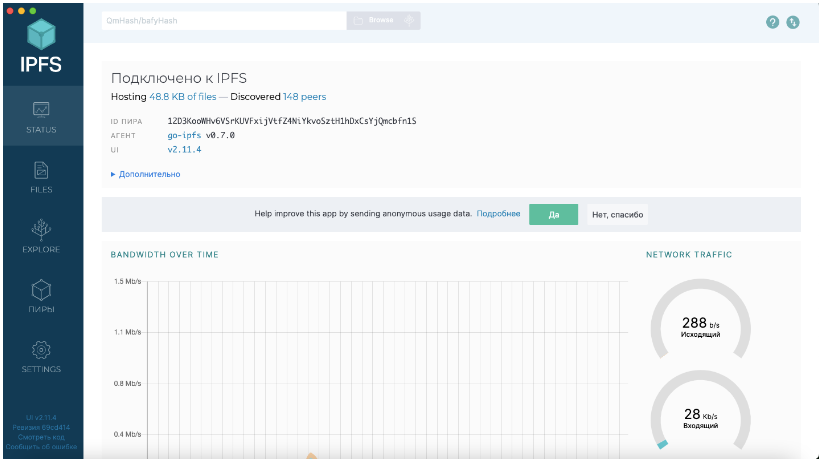 QmHash/bafyHash
Browse
IPFS
STATUS
FILES
EXPLORE
ПИРЫ
SETTINGS
UI v2.11.4
Ревизия 69cd414
Смотреть код
Сообщить об ошибке
Подключено к IPFS
Hosting 48.8 KB of files — Discovered 148 peers
ID ПИРА 12D3KooWHv6VSrKUVFxijVtfZ4NiYkvoSztH1hDxCsYjQmcbfn1S
АГЕНТ go-ipfs v0.7.0
UI v2.11.4
Дополнительно
Help improve this app by sending anonymous usage data. Подробнее Да Нет, спасибо
BANDWIDTH OVER TIME
1.5 Mb/s
1.1 Mb/s
0.8 Mb/s
0.4 Mb/s
NETWORK TRAFFIC
288 b/s
Исходящий
28 Kb/s
Входящий